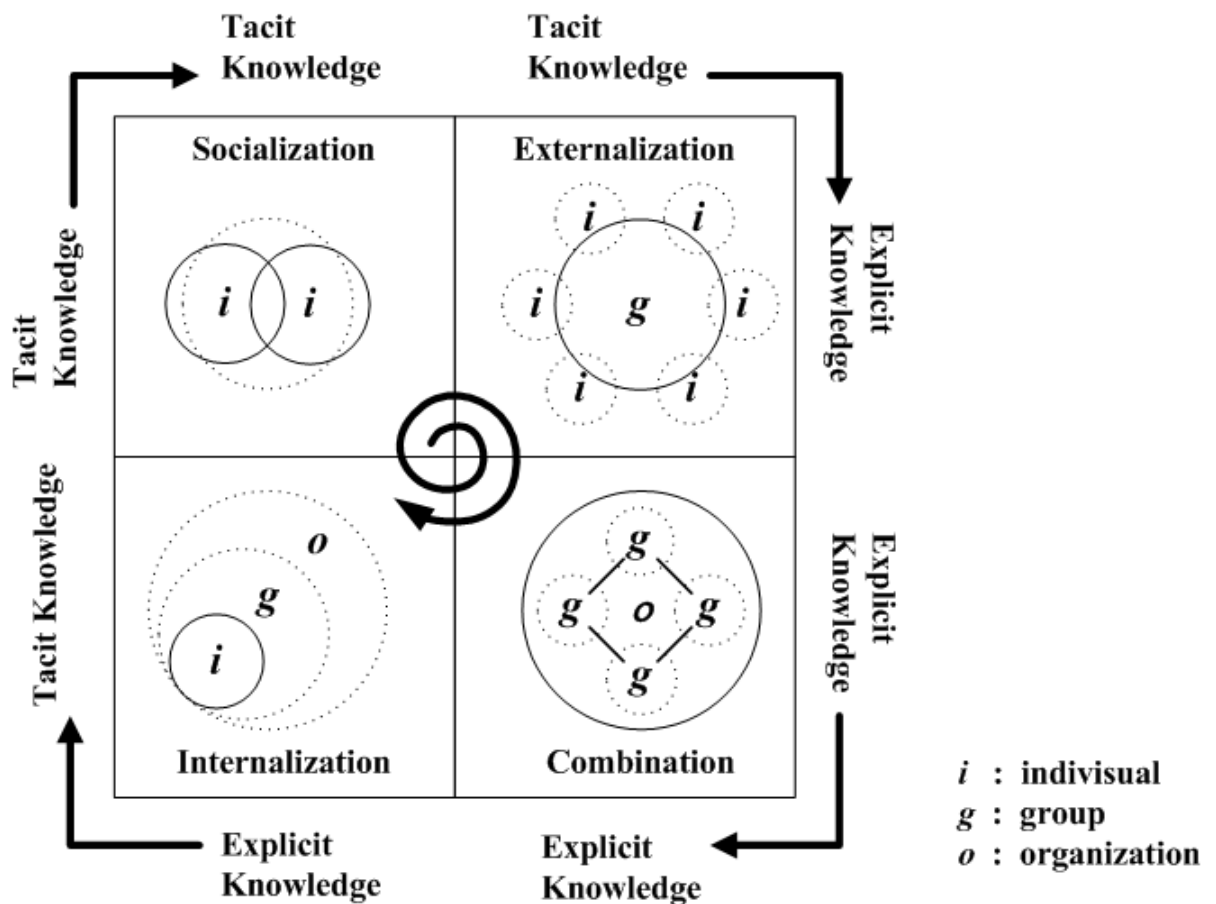 Tacit
Knowledge
Tacit
Knowledge
Socialization
Externalization
i
i
i
i
i
g
i
i
i
Tacit
Knowledge
Explicit
Knowledge
Tacit Knowledge
Explicit
Knowledge
o
g
i
g
g
o
g
g
Internalization
Combination
Explicit
Knowledge
Explicit
Knowledge
i : indivisual
g : group
o : organization